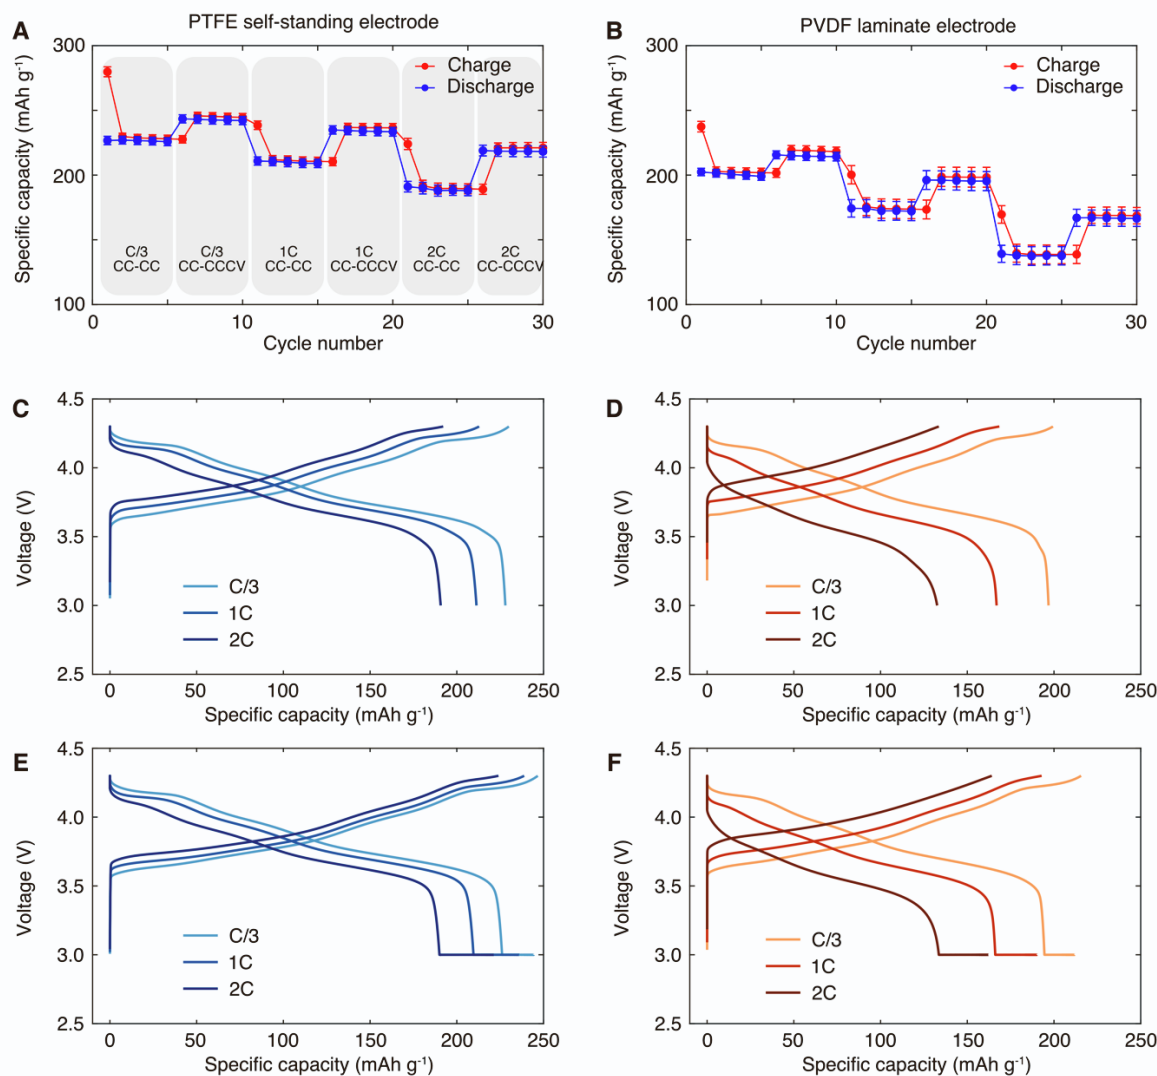 A
PTFE self-standing electrode
300
250
200
150
100
Specific capacity (mAh g⁻¹)
Charge
Discharge
C/3
CC-CC
C/3
CC-CCCV
1C
CC-CC
1C
CC-CCCV
2C
CC-CC
2C
CC-CCCV
0 10 20 30
Cycle number
B
PVDF laminate electrode
300
200
100
Specific capacity (mAh g⁻¹)
Charge
Discharge
0 10 20 30
Cycle number
C
4.5
4.0
3.5
3.0
2.5
Voltage (V)
C/3
1C
2C
0 50 100 150 200 250
Specific capacity (mAh g⁻¹)
D
4.5
4.0
3.5
3.0
2.5
Voltage (V)
C/3
1C
2C
0 50 100 150 200 250
Specific capacity (mAh g⁻¹)
E
4.5
4.0
3.5
3.0
2.5
Voltage (V)
C/3
1C
2C
0 50 100 150 200 250
Specific capacity (mAh g⁻¹)
F
4.5
4.0
3.5
3.0
2.5
Voltage (V)
C/3
1C
2C
0 50 100 150 200 250
Specific capacity (mAh g⁻¹)